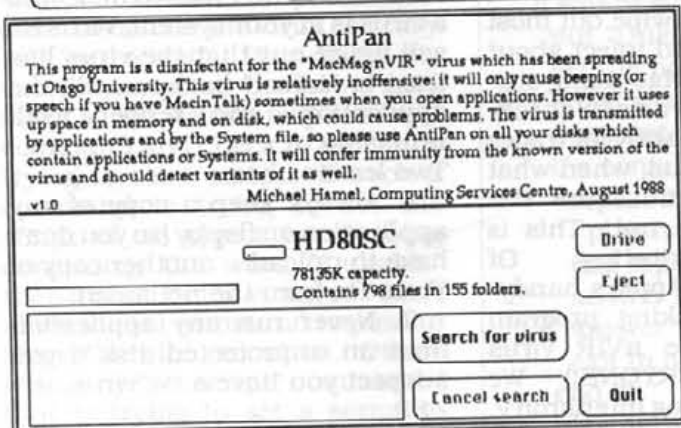 AntiPan
This program is a disinfectant for the "MacMag nVIR" virus which has been spreading
at Otago University. This virus is relatively inoffensive: it will only cause beeping (or
speech if you have MacinTalk) sometimes when you open applications. However it uses
up space in memory and on disk, which could cause problems. The virus is transmitted
by applications and by the System file, so please use AntiPan on all your disks which
contain applications or Systems. It will confer immunity from the known version of the
virus and should detect variants of it as well.
v1.0 Michael Hamel, Computing Services Centre, August 1988
HD80SC
78135K capacity.
Contains 798 files in 155 folders.
Drive
Eject
Search for virus
Cancel search
Quit